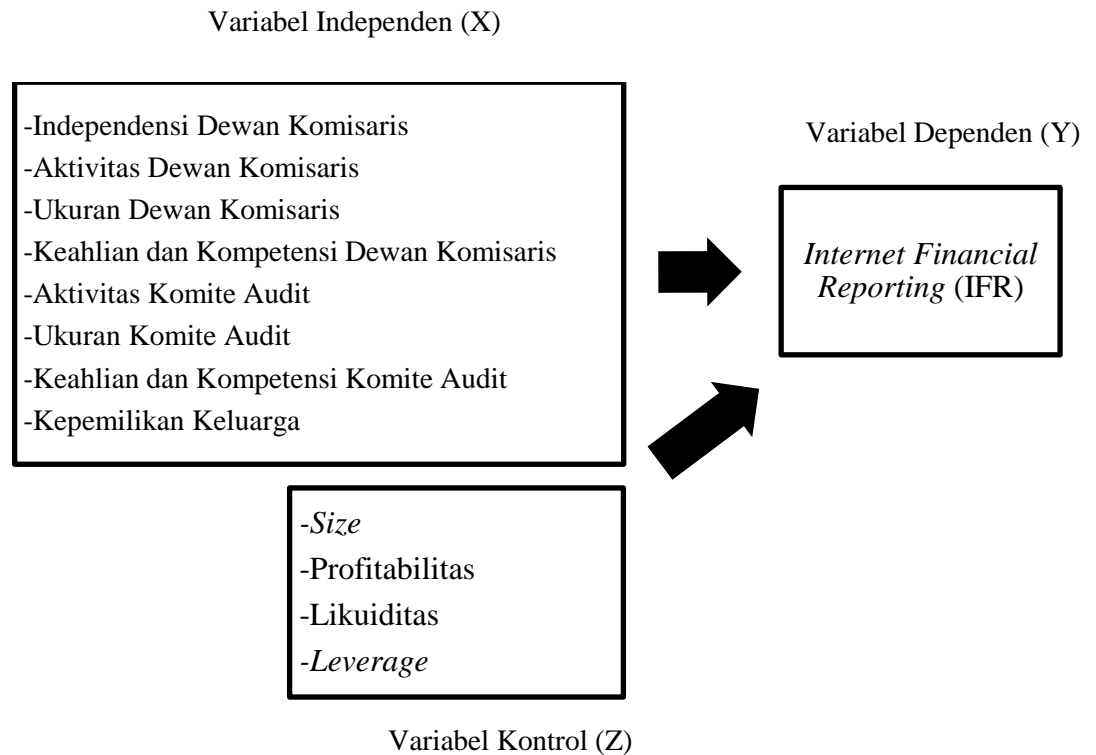 Variabel Independen (X)
-Independensi Dewan Komisaris
-Aktivitas Dewan Komisaris
-Ukuran Dewan Komisaris
-Keahlian dan Kompetensi Dewan Komisaris
-Aktivitas Komite Audit
-Ukuran Komite Audit
-Keahlian dan Kompetensi Komite Audit
-Kepemilikan Keluarga
Variabel Dependen (Y)
Internet Financial
Reporting (IFR)
-Size
-Profitabilitas
-Likuiditas
-Leverage
Variabel Kontrol (Z)